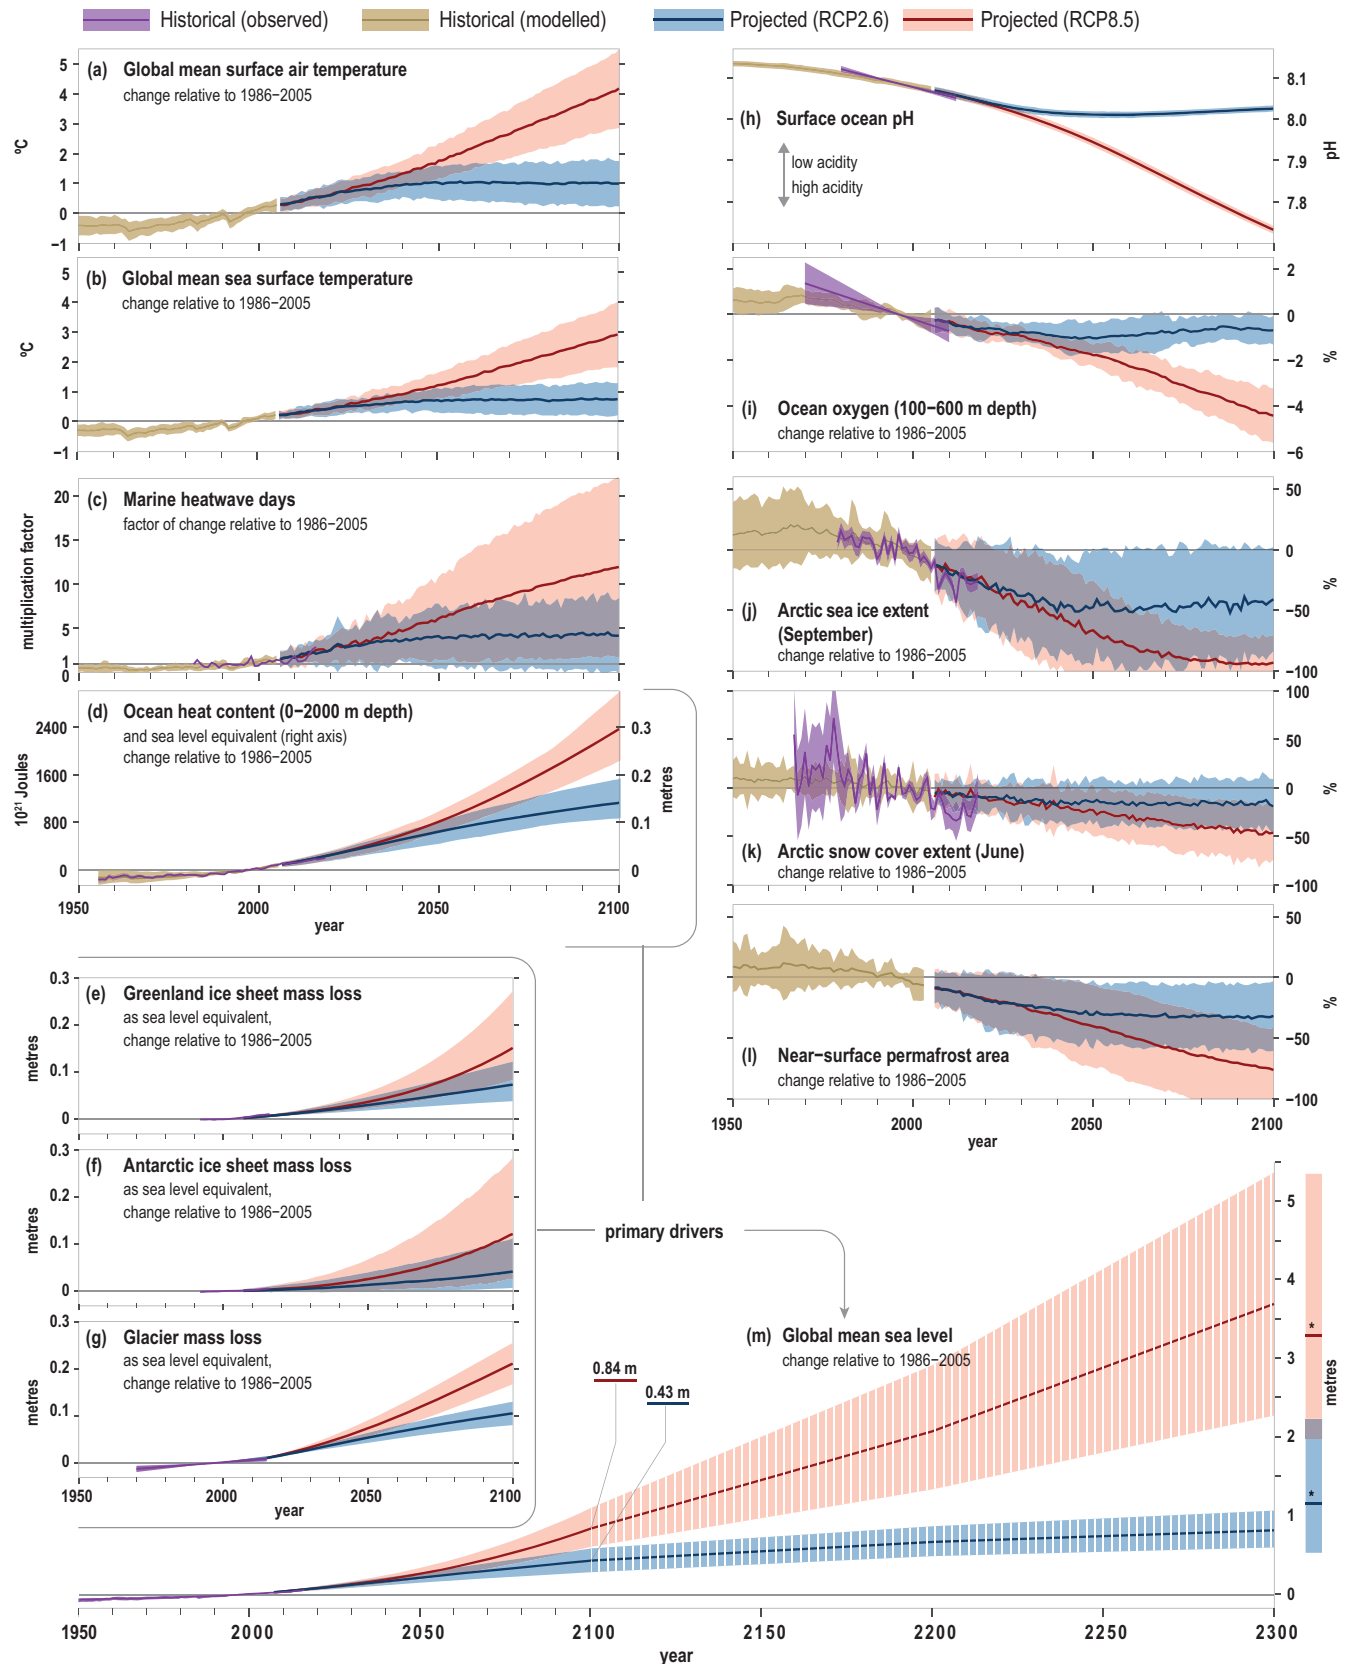 Historical (observed)
Historical (modelled)
Projected (RCP2.6)
Projected (RCP8.5)
(a) Global mean surface air temperature
change relative to 1986−2005
ºC
5
4
3
2
1
0
−1
(b) Global mean sea surface temperature
change relative to 1986−2005
ºC
5
4
3
2
1
0
−1
(c) Marine heatwave days
factor of change relative to 1986−2005
multiplication factor
20
15
10
5
1
0
(d) Ocean heat content (0−2000 m depth)
and sea level equivalent (right axis)
change relative to 1986−2005
10²¹ Joules
2400
1600
800
0
0.3
0.2
0.1
0
metres
1950
2000
2050
2100
year
(e) Greenland ice sheet mass loss
as sea level equivalent,
change relative to 1986−2005
metres
0.3
0.2
0.1
0
(f) Antarctic ice sheet mass loss
as sea level equivalent,
change relative to 1986−2005
metres
0.3
0.2
0.1
0
(g) Glacier mass loss
as sea level equivalent,
change relative to 1986−2005
metres
0.3
0.2
0.1
0
1950
2000
2050
2100
year
(h) Surface ocean pH
low acidity
high acidity
8.1
8.0
7.9
7.8
pH
(i) Ocean oxygen (100−600 m depth)
change relative to 1986−2005
2
0
−2
−4
−6
%
(j) Arctic sea ice extent
(September)
change relative to 1986−2005
50
0
−50
−100
%
(k) Arctic snow cover extent (June)
change relative to 1986−2005
100
50
0
−50
−100
%
(l) Near−surface permafrost area
change relative to 1986−2005
50
0
−50
−100
%
1950
2000
2050
2100
year
primary drivers
(m) Global mean sea level
change relative to 1986−2005
0.84 m
0.43 m
5
4
3
2
1
0
metres
*
*
1950
2000
2050
2100
2150
2200
2250
2300
year